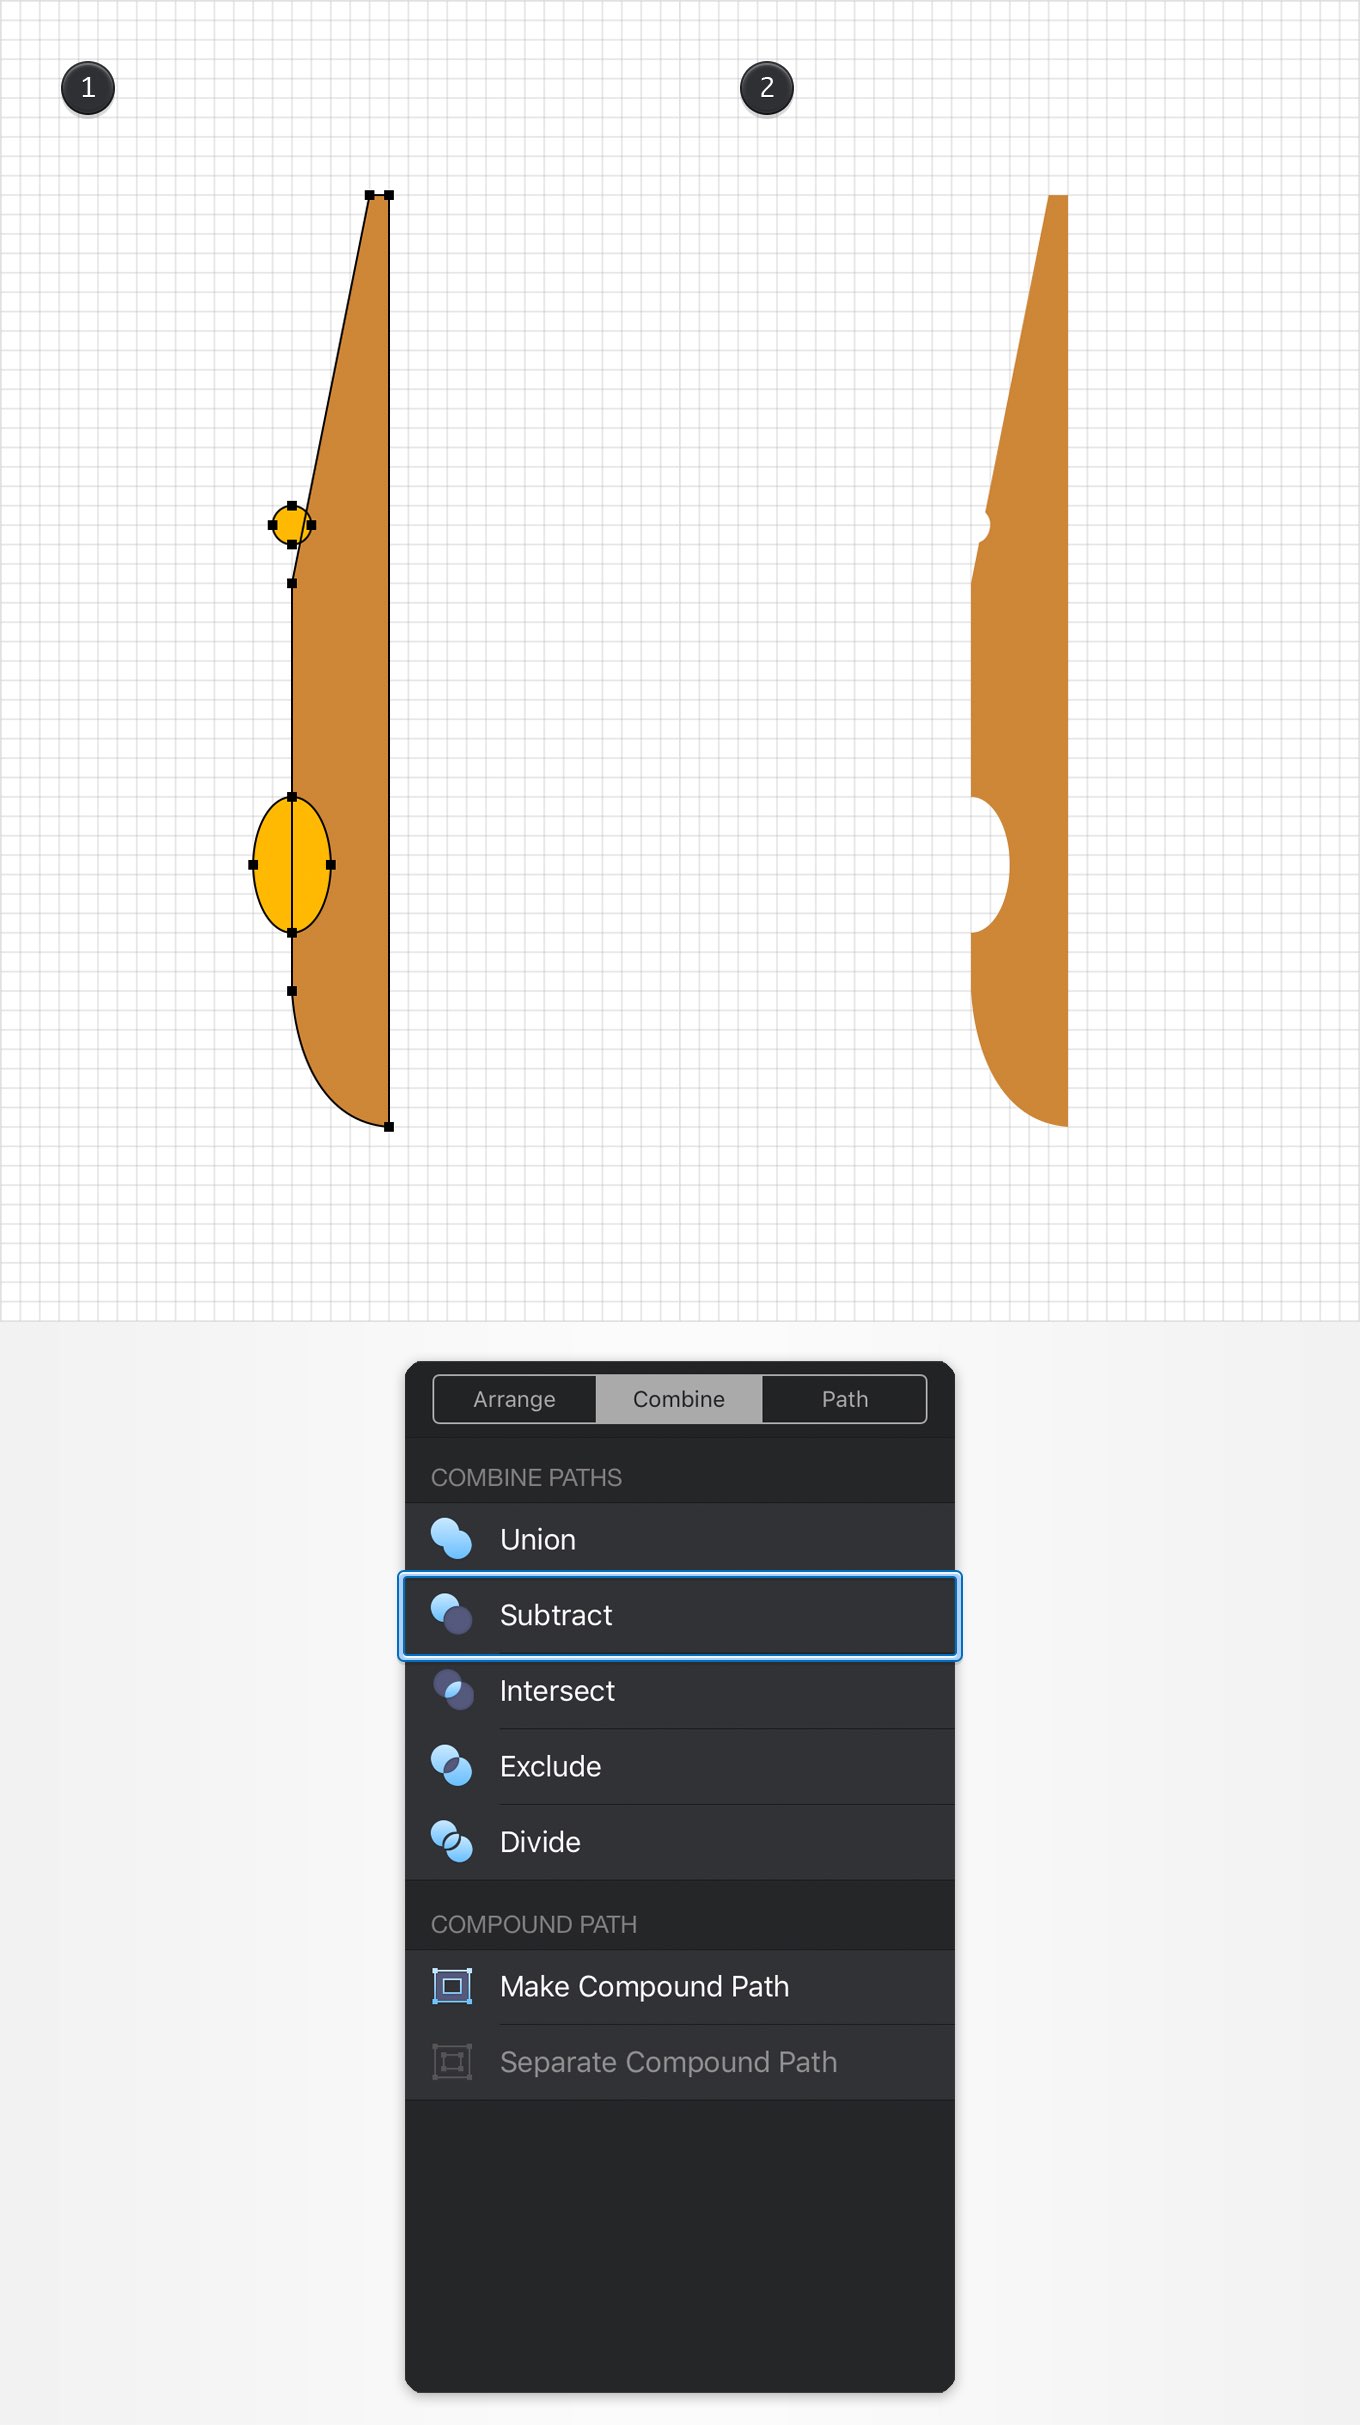 1
2
Arrange
Combine
Path
COMBINE PATHS
Union
Subtract
Intersect
Exclude
Divide
COMPOUND PATH
Make Compound Path
Separate Compound Path